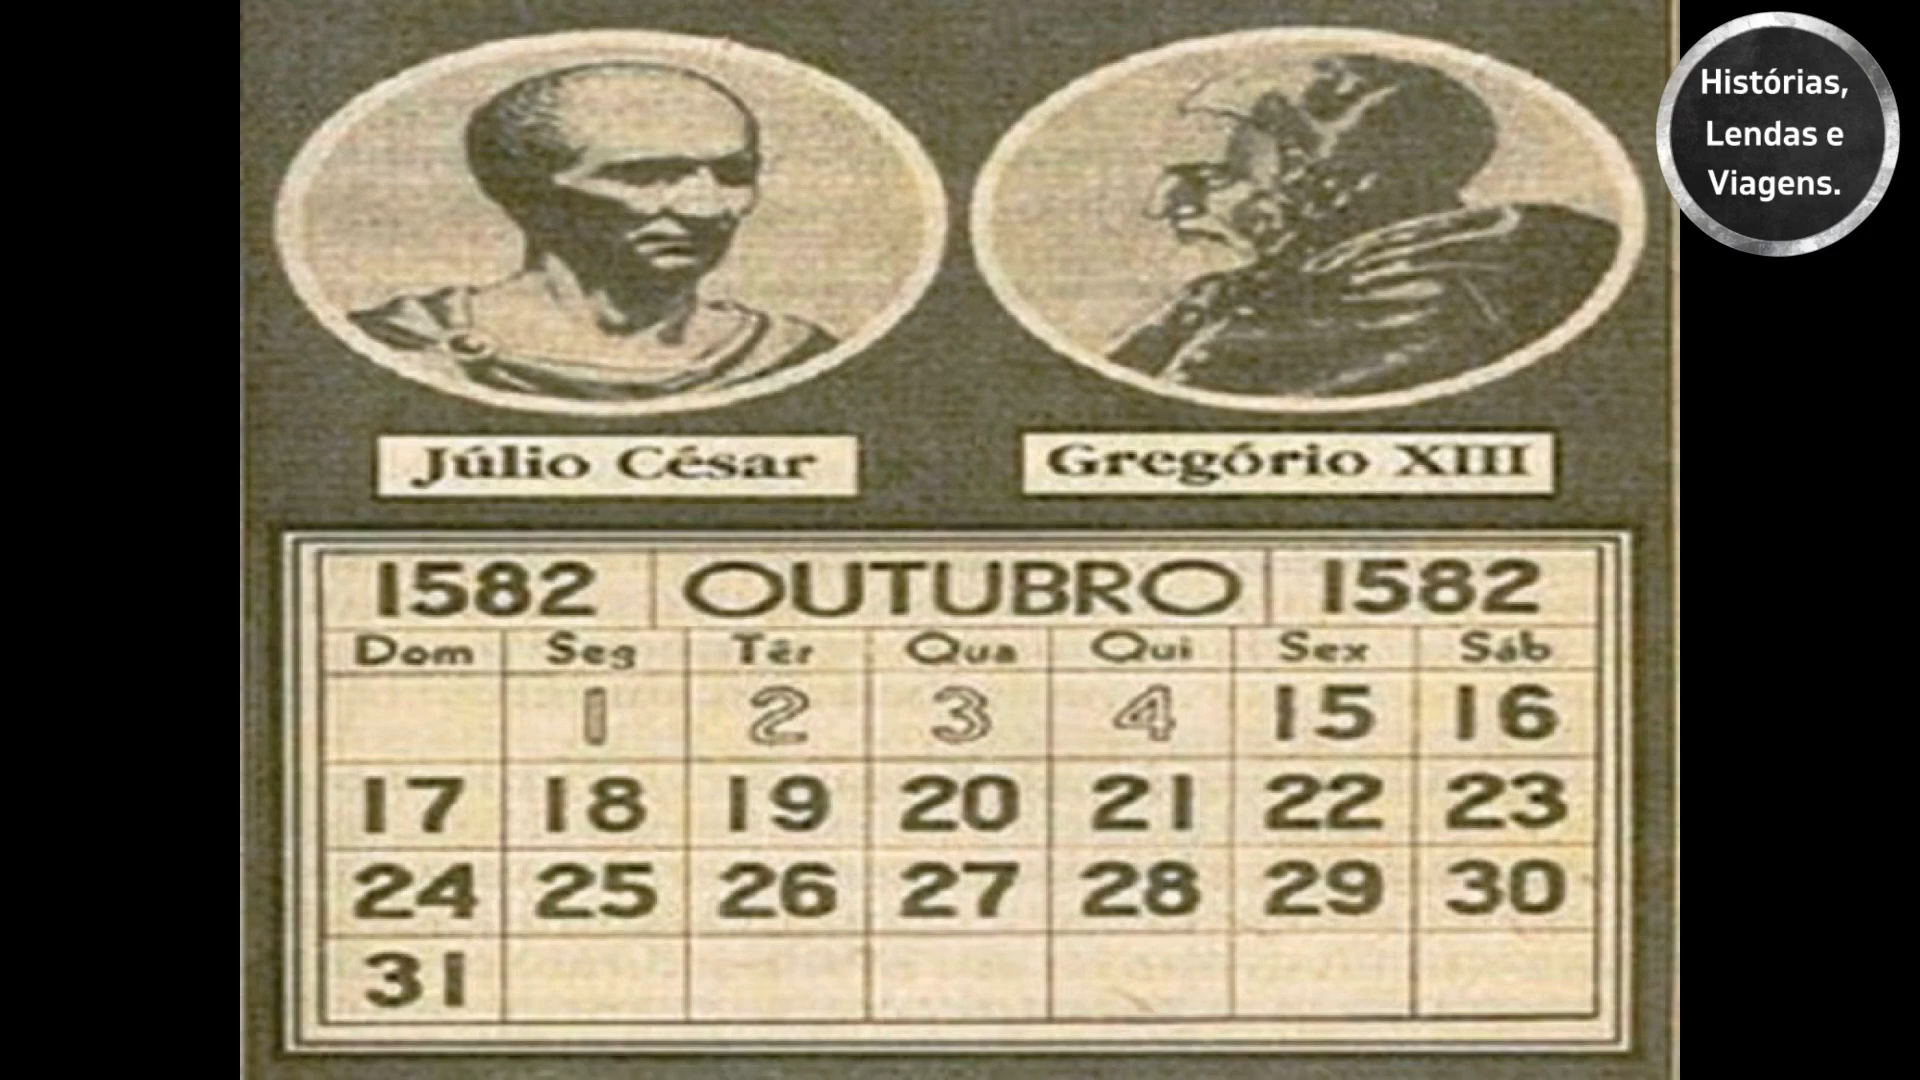 Histórias,
Lendas e
Viagens.
Júlio César
Gregório XIII
1582 OUTUBRO 1582
Dom Seg Têr Qua Qui Sex Sáb
1 2 3 4 15 16
17 18 19 20 21 22 23
24 25 26 27 28 29 30
31